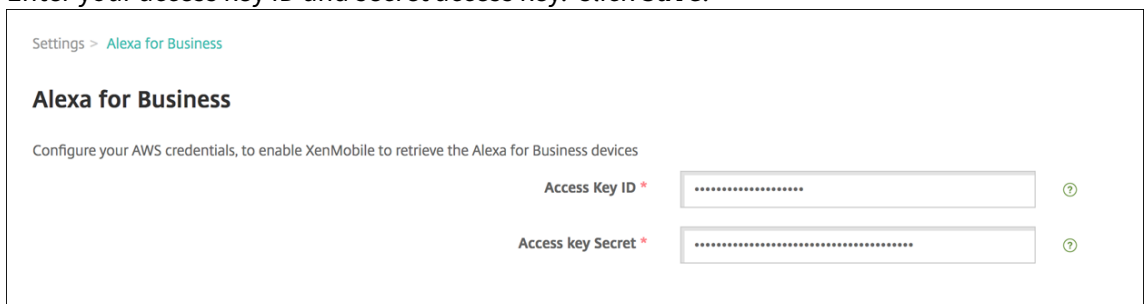 Enter your access key ID and secret access key. Click Save.
Settings > Alexa for Business
Alexa for Business
Configure your AWS credentials, to enable XenMobile to retrieve the Alexa for Business devices
Access Key ID *
••••••••••••••••••••
Access key Secret *
••••••••••••••••••••••••••••••••••••••••